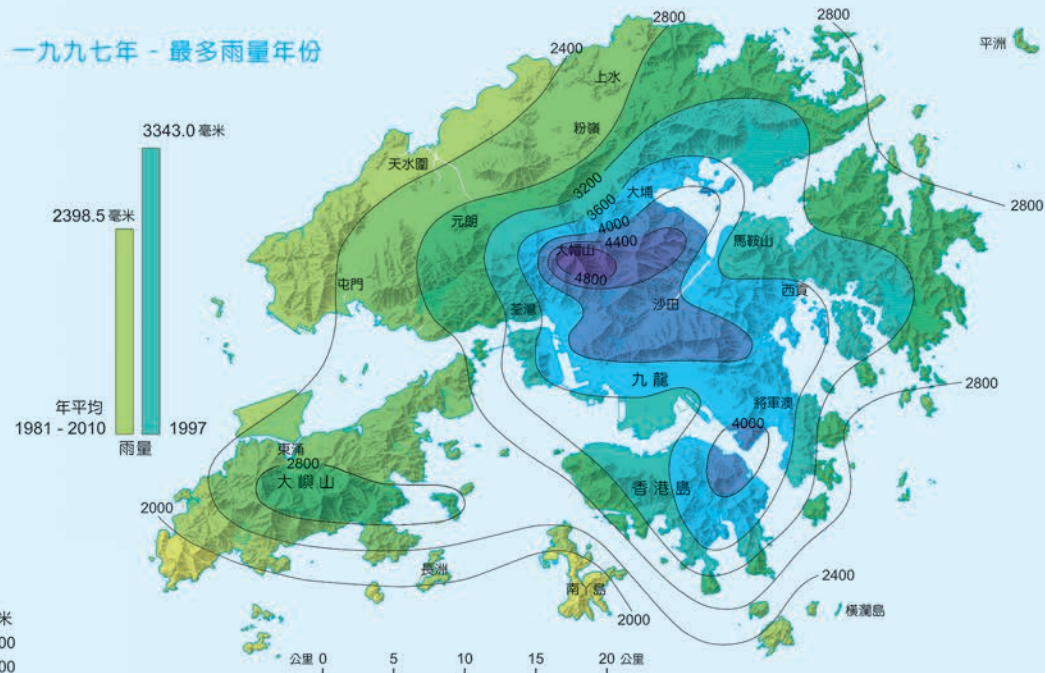 一九九七年 - 最多雨量年份
3343.0 毫米
2398.5 毫米
年平均
1981 - 2010
雨量
1997
2800
2800
平洲
2400
上水
粉嶺
天水圍
3200
大埔
3600
元朗
4000
2800
4400
馬鞍山
大帽山
4800
屯門
西貢
沙田
荃灣
九龍
2800
將軍澳
4000
東涌
2800
大嶼山
香港島
2000
長洲
2400
南丫島
2000
橫瀾島
米
00
00
公里 0 5 10 15 20 公里